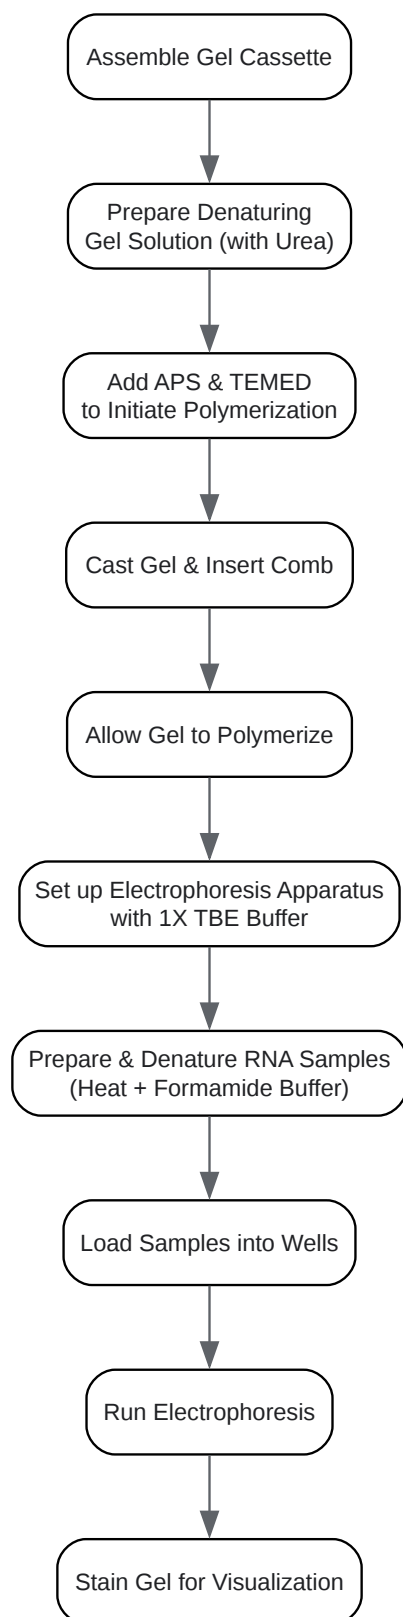 Assemble Gel Cassette
Prepare Denaturing
Gel Solution (with Urea)
Add APS & TEMED
to Initiate Polymerization
Cast Gel & Insert Comb
Allow Gel to Polymerize
Set up Electrophoresis Apparatus
with 1X TBE Buffer
Prepare & Denature RNA Samples
(Heat + Formamide Buffer)
Load Samples into Wells
Run Electrophoresis
Stain Gel for Visualization